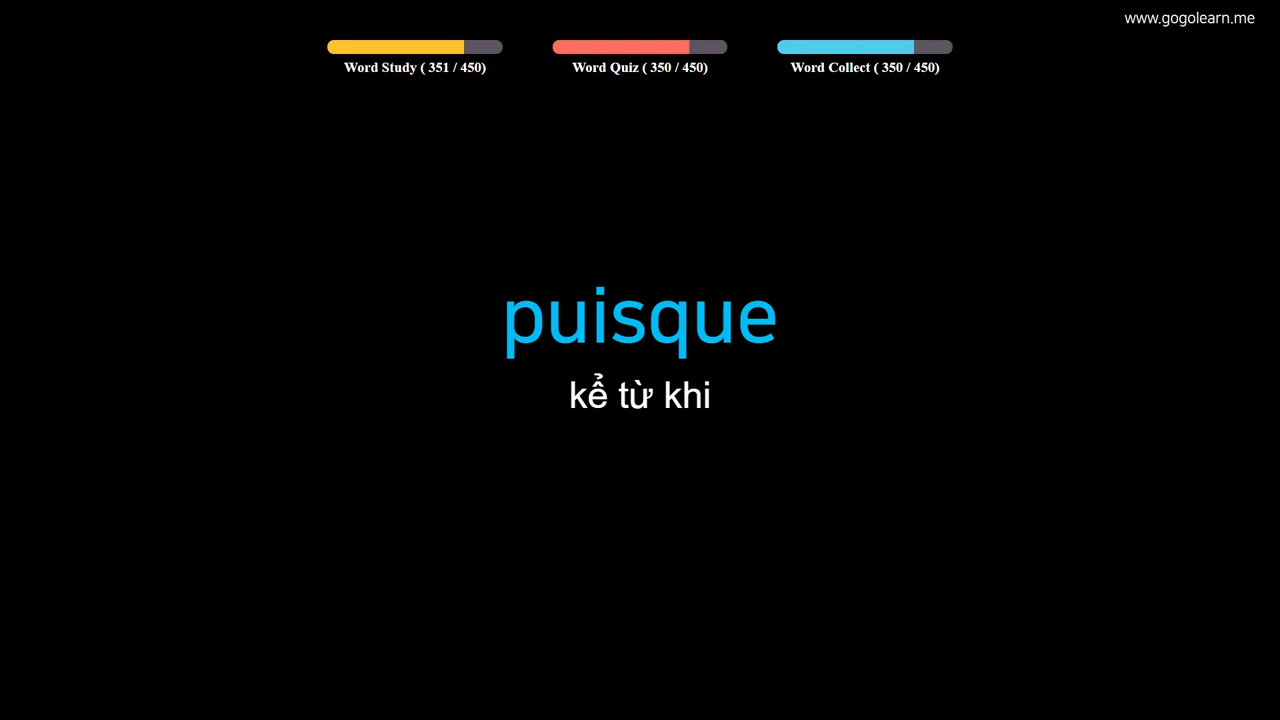 www.gogolearn.me
Word Study ( 351 / 450)
Word Quiz ( 350 / 450)
Word Collect ( 350 / 450)
puisque
kể từ khi